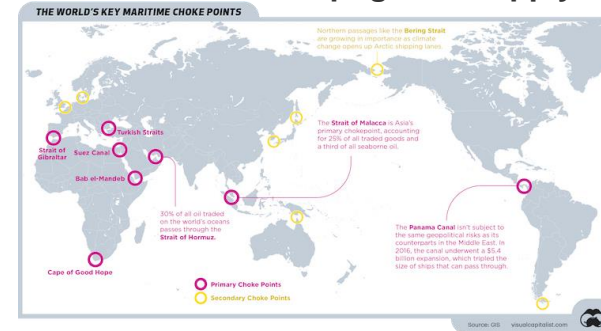 THE WORLD'S KEY MARITIME CHOKE POINTS
Northern passages like the Bering Strait
are growing in importance as climate
change opens up Arctic shipping lanes.
The Strait of Malacca is Asia's
primary chokepoint, accounting
for 25% of all traded goods and
a third of all seaborne oil.
Turkish Straits
Strait of
Gibraltar
Suez Canal
Bab el-Mandeb
30% of all oil traded
on the world's oceans
passes through the
Strait of Hormuz.
The Panama Canal isn't subject to
the same geopolitical risks as its
counterparts in the Middle East. In
2016, the canal underwent a $5.4
billion expansion, which tripled the
size of ships that can pass through.
Cape of Good Hope
Primary Choke Points
Secondary Choke Points
Source: GIS visualcapitalist.com